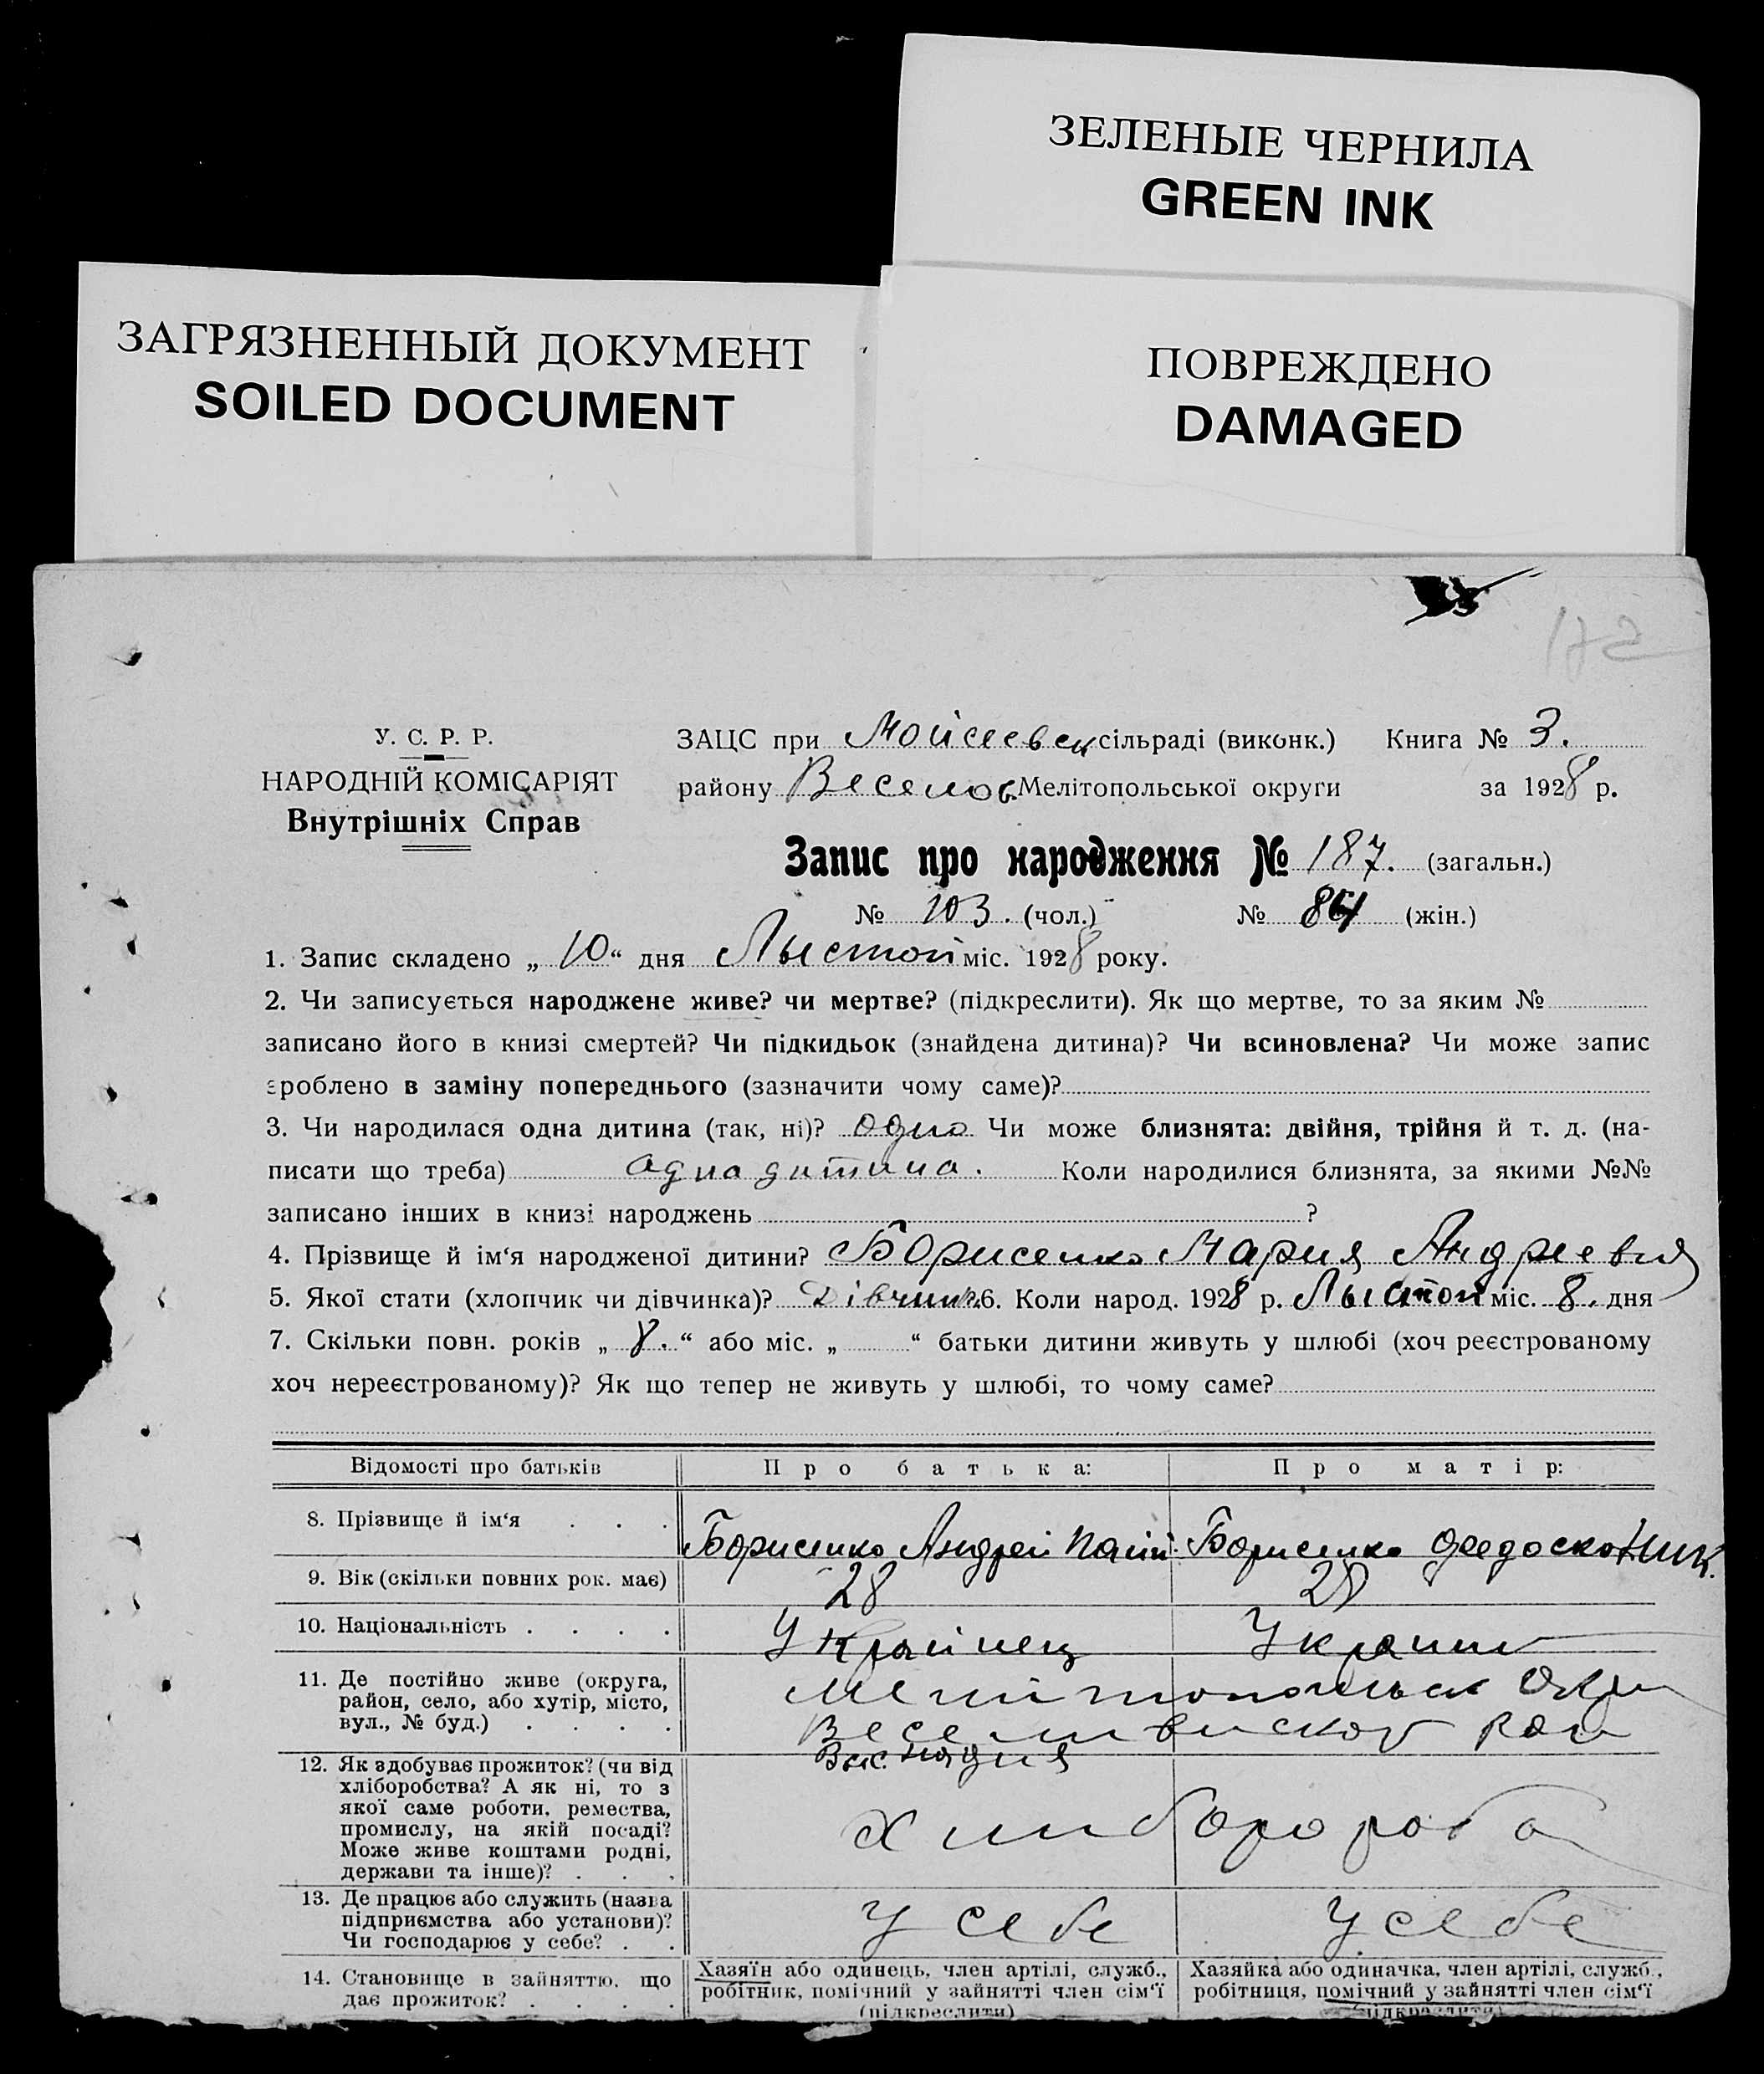 ЗЕЛЕНЫЕ ЧЕРНИЛА
GREEN INK
ЗАГРЯЗНЕННЫЙ ДОКУМЕНТ
SOILED DOCUMENT
ПОВРЕЖДЕНО
DAMAGED
172
У. С. Р. Р.
НАРОДНІЙ КОМІСАРІЯТ
Внутрішніх Справ
ЗАЦС при Мойсеевск сільраді (виконк.) Книга № 3.
району Веселов. Мелітопольської округи за 1928 р.
Запис про народження № 187. (загальн.)
№ 103. (чол.) № 84 (жін.)
1. Запис складено „ 10 “ дня Лыстоп міс. 1928 року.
2. Чи записується народжене живе? чи мертве? (підкреслити). Як що мертве, то за яким №
записано його в книзі смертей? Чи підкидьок (знайдена дитина)? Чи всиновлена? Чи може запис
зроблено в заміну попереднього (зазначити чому саме)?
3. Чи народилася одна дитина (так, ні)? одно Чи може близнята: двійня, трійня й т. д. (на-
писати що треба) одна дитина. Коли народилися близнята, за якими №№
записано інших в книзі народжень ?
4. Прізвище й ім‘я народженої дитини? Борисенко Мария Андреевня
5. Якої стати (хлопчик чи дівчинка)? Дівчинк. 6. Коли народ. 1928 р. Лыстоп міс. 8. дня
7. Скільки повн. років „ 8. “ або міс. „ “ батьки дитини живуть у шлюбі (хоч реєстрованому
хоч нереєстрованому)? Як що тепер не живуть у шлюбі, то чому саме?
Відомості про батьків Про батька: Про матір:
8. Прізвище й ім‘я . . . Борисенко Андрей Борисенко
9. Вік (скільки повних рок. має) 28 28
10. Національність . . . . Украінец Украин
11. Де постійно живе (округа,
район, село, або хутір, місто,
вул., № буд.) . . . .
Мелітопольск Окр
Веселивског Рай
12. Як здобуває прожиток? (чи від
хліборобства? А як ні, то з
якої саме роботи, ремества,
промислу, на якій посаді?
Може живе коштами родні,
держави та інше)? . . .
Хлиборороба
13. Де працює або служить (назва
підприємства або установи)?
Чи господарює у себе? . .
У себе У себе
14. Становище в зайняттю, що
дає прожиток? . . . .
Хазяїн або одинець, член артілі, служб.,
робітник, помічний у зайнятті член сім‘ї
(підкреслити)
Хазяйка або одиначка, член артілі, служб.,
робітниця, помічний у зайнятті член сім‘ї
(підкреслити)